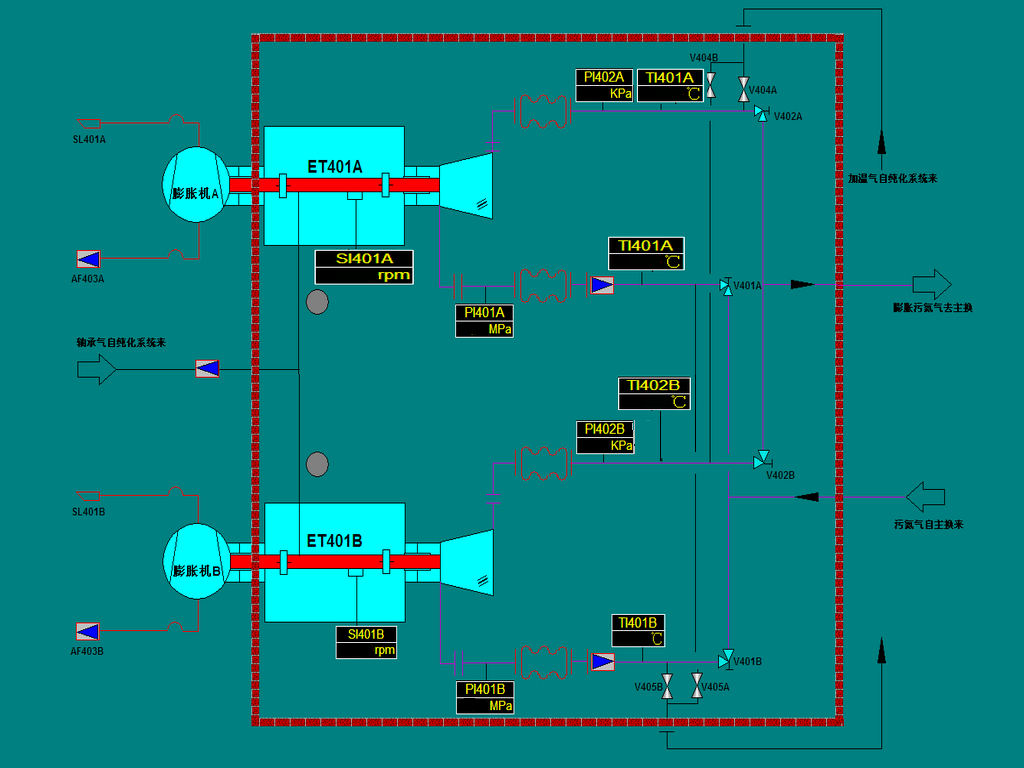 V404B
PI402A
KPa
TI401A
℃
V404A
V402A
SL401A
ET401A
膨胀机A
加温气自纯化系统来
SI401A
rpm
TI401A
℃
AF403A
V401A
PI401A
MPa
膨胀污氮气去主换
轴承气自纯化系统来
TI402B
℃
PI402B
KPa
V402B
SL401B
污氮气自主换来
ET401B
膨胀机B
SI401B
rpm
TI401B
℃
AF403B
V401B
PI401B
MPa
V405B
V405A